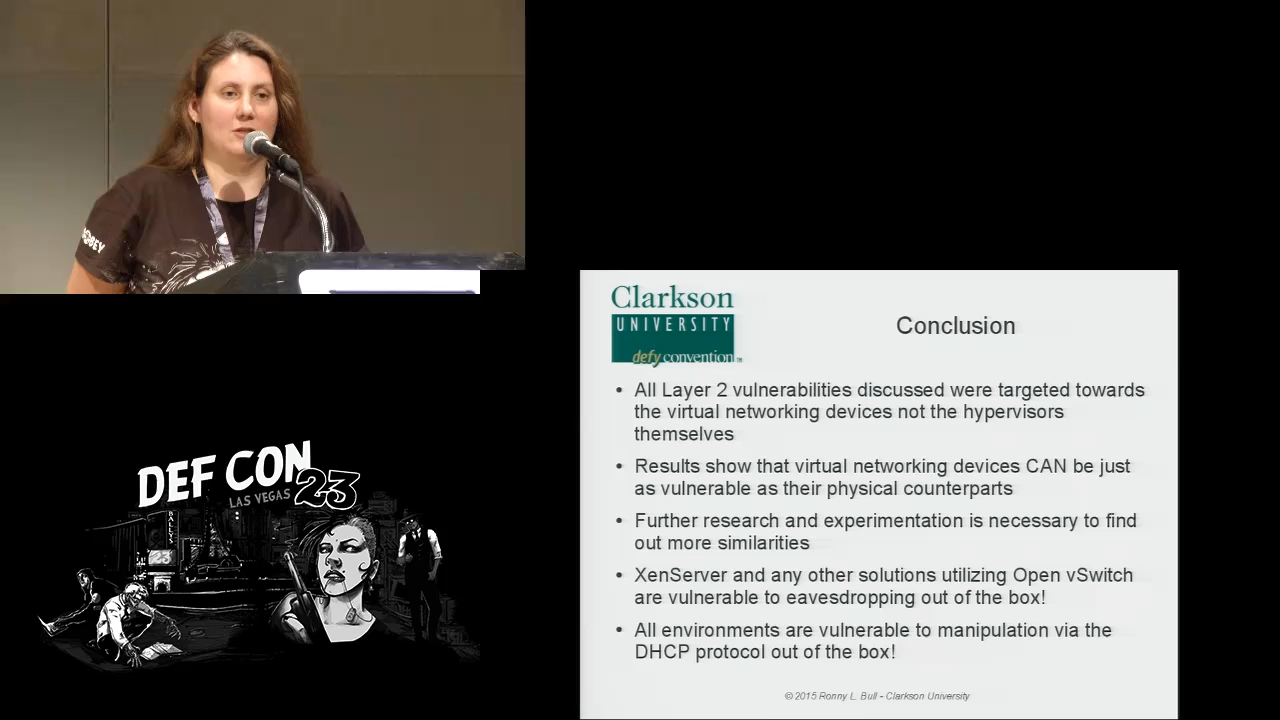 OBEY
Clarkson
UNIVERSITY
defy convention™
Conclusion
• All Layer 2 vulnerabilities discussed were targeted towards
the virtual networking devices not the hypervisors
themselves
• Results show that virtual networking devices CAN be just
as vulnerable as their physical counterparts
• Further research and experimentation is necessary to find
out more similarities
• XenServer and any other solutions utilizing Open vSwitch
are vulnerable to eavesdropping out of the box!
• All environments are vulnerable to manipulation via the
DHCP protocol out of the box!
© 2015 Ronny L. Bull - Clarkson University
DEF CON
LAS VEGAS 23
BALLYS
23